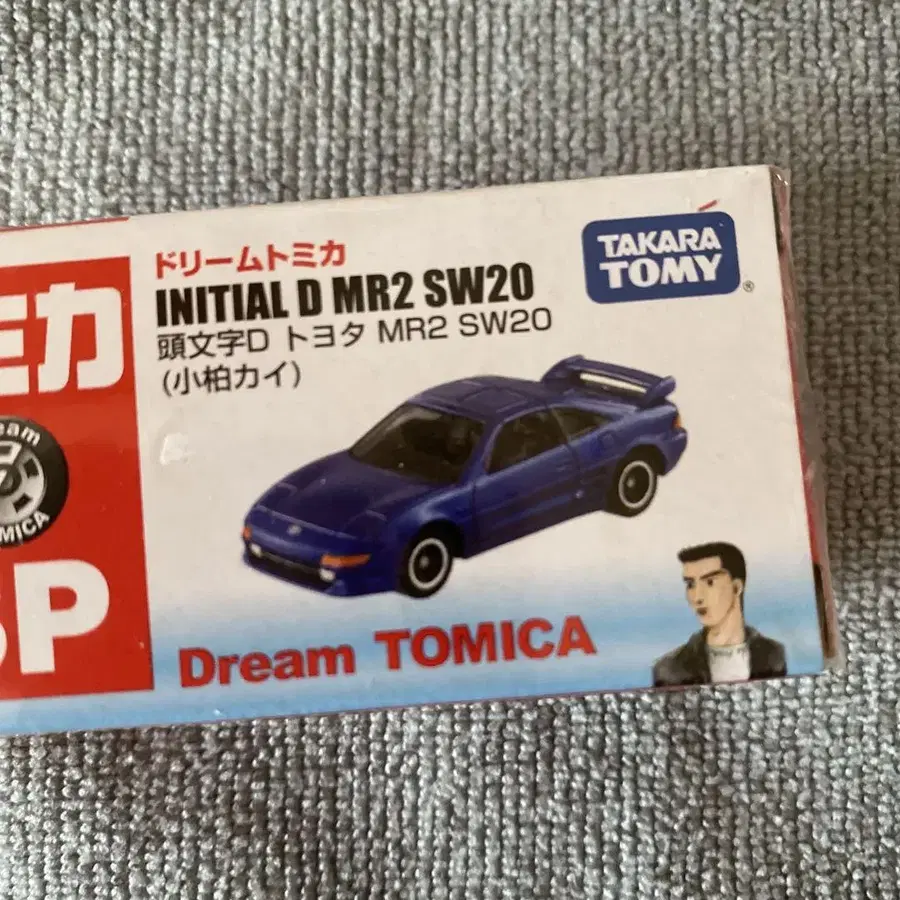 ドリームトミカ
INITIAL D MR2 SW20
頭文字D トヨタ MR2 SW20
(小柏カイ)
TAKARA
TOMY
®
ミカ
P
Dream TOMICA